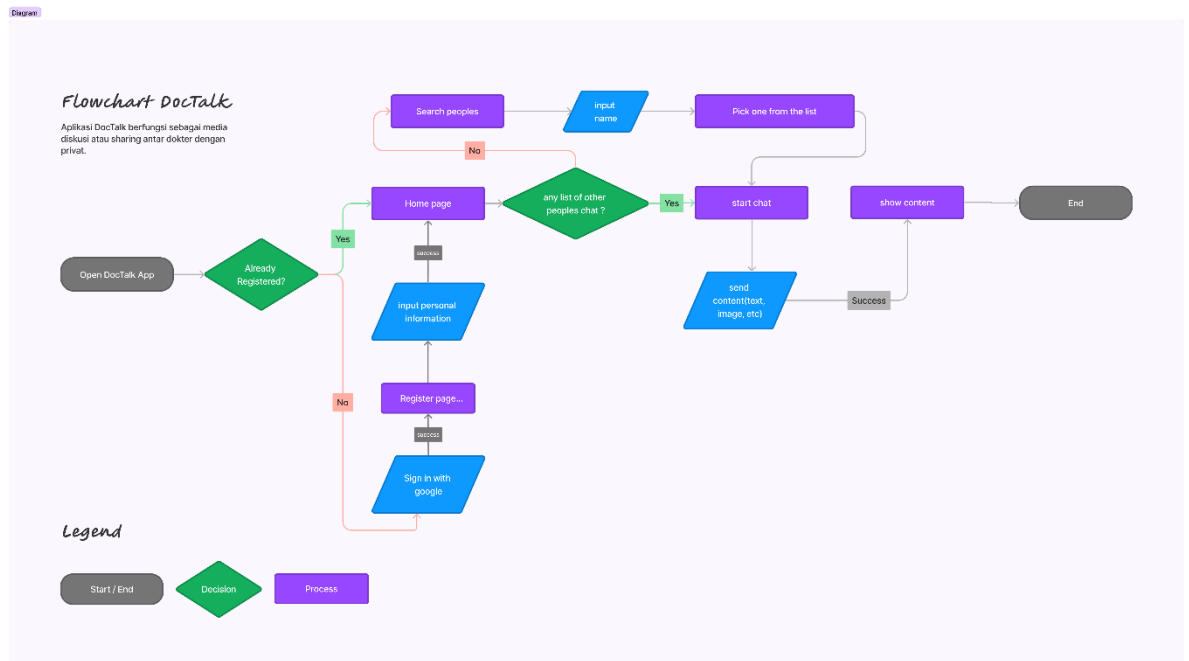 Diagram
Flowchart DocTalk
Aplikasi DocTalk berfungsi sebagai media
diskusi atau sharing antar dokter dengan
privat.
Search peoples
input
name
Pick one from the list
No
Home page
any list of other
peoples chat ?
Yes
start chat
show content
End
Yes
success
Open DocTalk App
Already
Registered?
input personal
information
send
content(text,
image, etc)
Success
No
Register page...
success
Sign in with
google
Legend
Start / End
Decision
Process